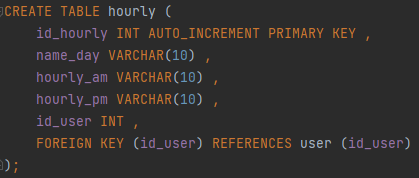 CREATE TABLE hourly (
id_hourly INT AUTO_INCREMENT PRIMARY KEY ,
name_day VARCHAR(10) ,
hourly_am VARCHAR(10) ,
hourly_pm VARCHAR(10) ,
id_user INT ,
FOREIGN KEY (id_user) REFERENCES user (id_user)
);